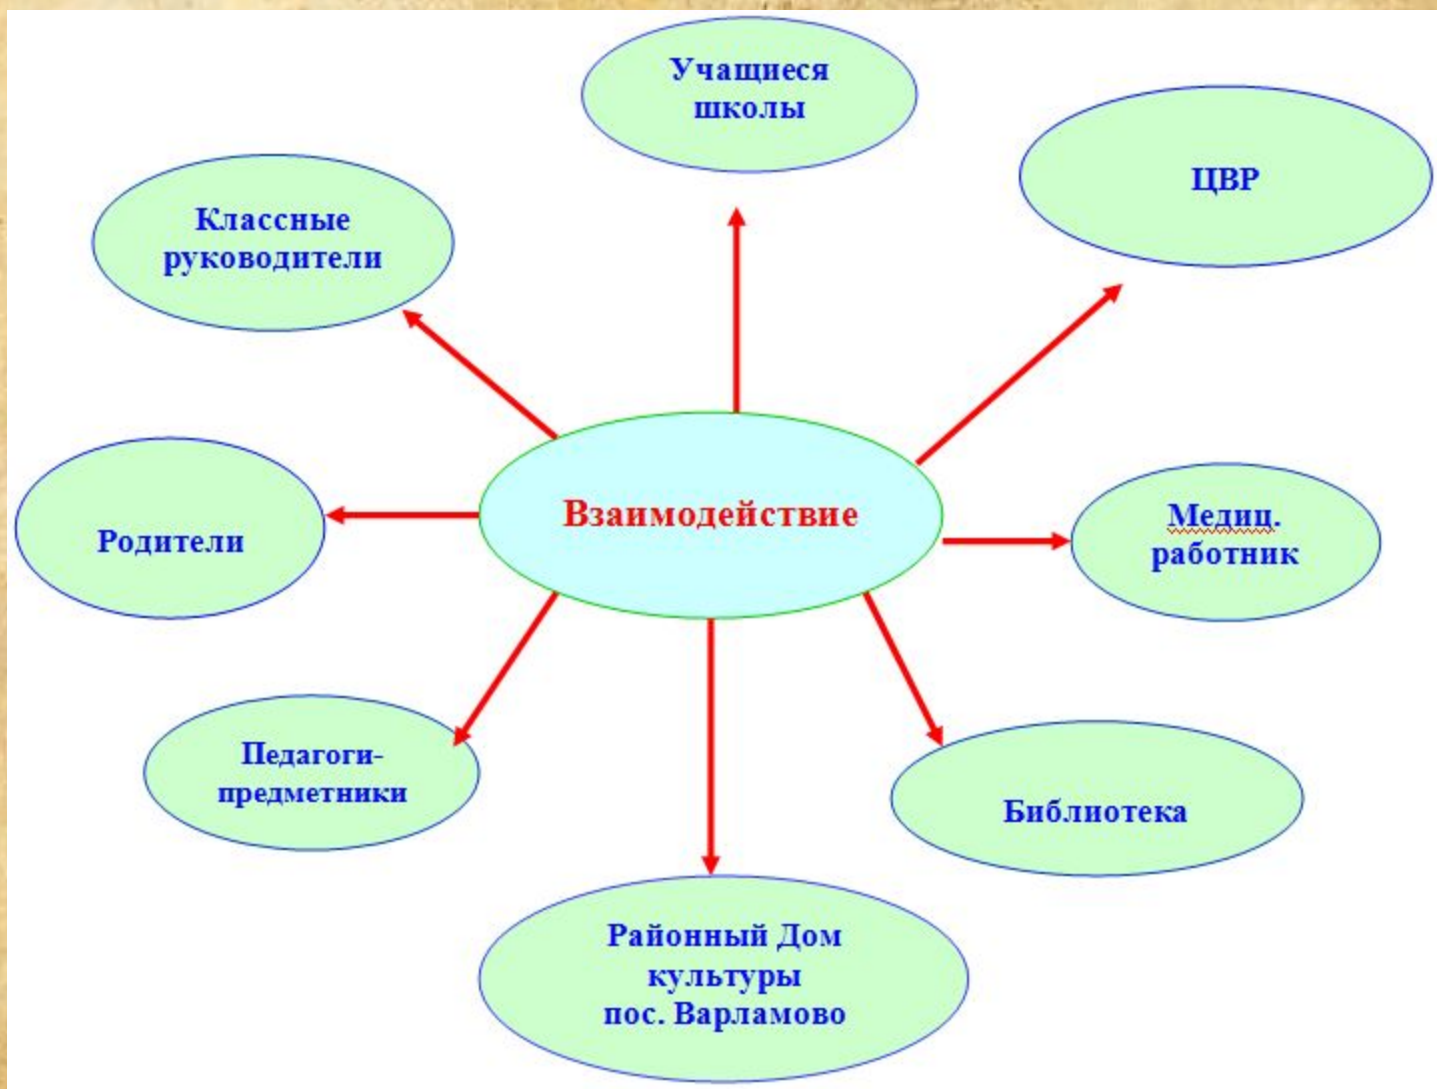 Учащиеся
школы
ЦВР
Классные
руководители
Взаимодействие
Медиц.
работник
Родители
Педагоги-
предметники
Библиотека
Районный Дом
культуры
пос. Варламово